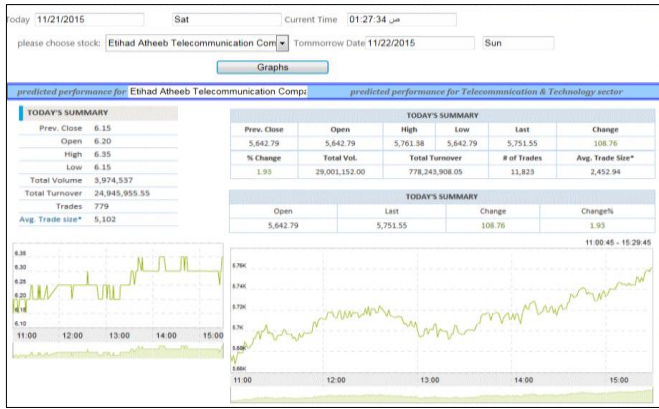 Today 11/21/2015 Sat Current Time 01:27:34 ص
please choose stock: Etihad Atheeb Telecommunication Com Tommorrow Date 11/22/2015 Sun
Graphs
predicted performance for Etihad Atheeb Telecommunication Compa predicted performance for Telecommnnication & Technology sector
TODAY'S SUMMARY
Prev. Close 6.15
Open 6.20
High 6.35
Low 6.15
Total Volume 3,974,537
Total Turnover 24,945,955.55
Trades 779
Avg. Trade size* 5,102
TODAY'S SUMMARY
Prev. Close Open High Low Last Change
5,642.79 5,642.79 5,761.38 5,642.79 5,751.55 108.76
% Change Total Vol. Total Turnover # of Trades Avg. Trade Size*
1.93 29,001,152.00 778,243,908.05 11,823 2,452.94
TODAY'S SUMMARY
Open Last Change Change%
5,642.79 5,751.55 108.76 1.93
6.35
6.30
6.25
6.20
6.15
6.10
11:00 12:00 13:00 14:00 15:00
11:00:45 - 15:29:45
5.76K
5.74K
5.72K
5.7K
5.68K
5.66K
11:00 12:00 13:00 14:00 15:00